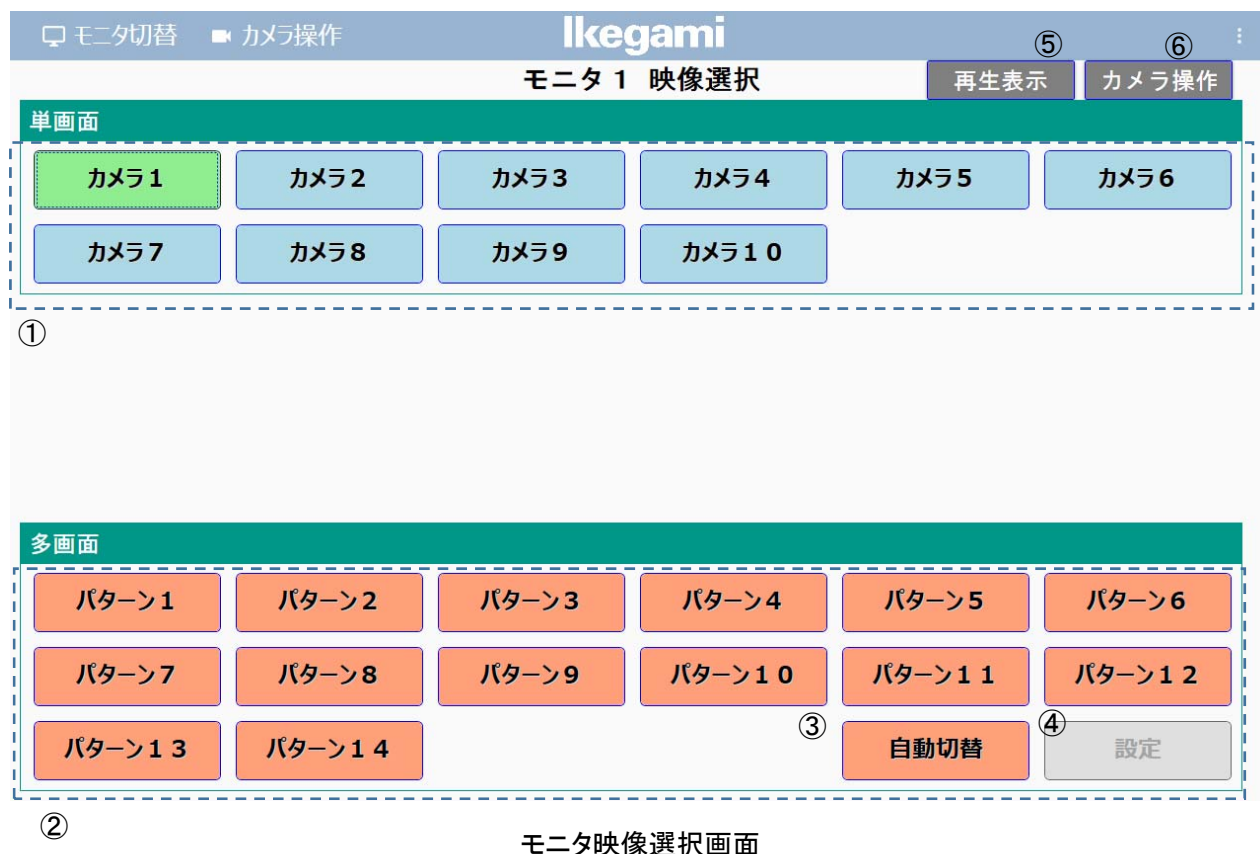 モニタ切替 カメラ操作 Ikegami
⑤ ⑥
モニタ１ 映像選択 再生表示 カメラ操作
単画面
カメラ１ カメラ２ カメラ３ カメラ４ カメラ５ カメラ６
カメラ７ カメラ８ カメラ９ カメラ１０
①
多画面
パターン１ パターン２ パターン３ パターン４ パターン５ パターン６
パターン７ パターン８ パターン９ パターン１０ パターン１１ パターン１２
③ ④
パターン１３ パターン１４ 自動切替 設定
②
モニタ映像選択画面